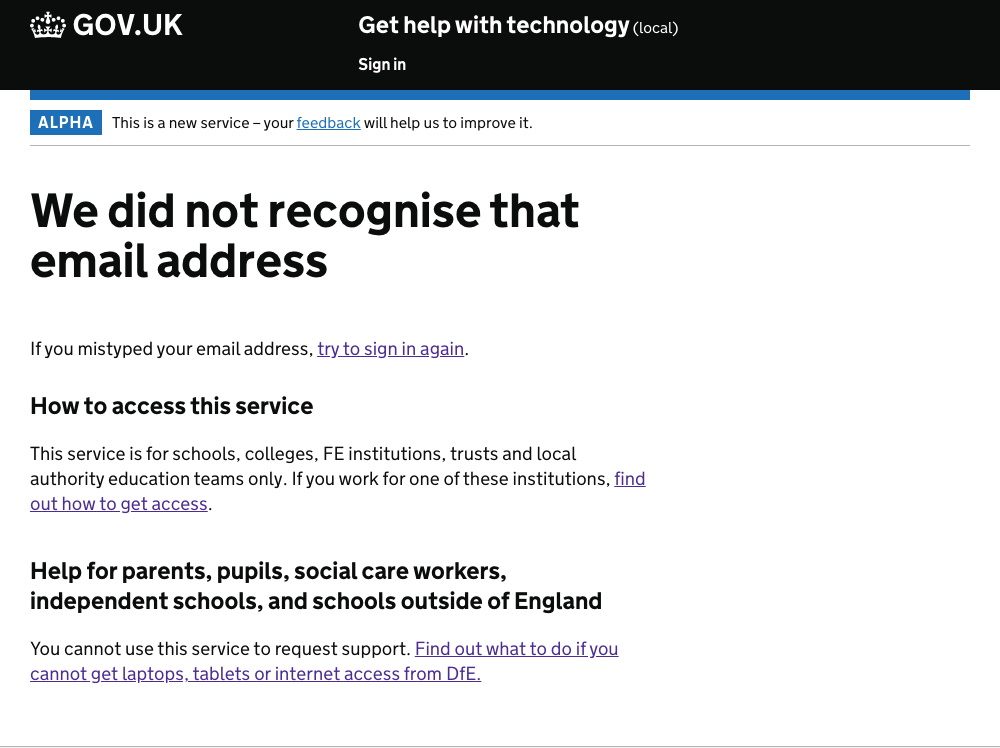 GOV.UK
Get help with technology (local)
Sign in
ALPHA This is a new service – your feedback will help us to improve it.
We did not recognise that
email address
If you mistyped your email address, try to sign in again.
How to access this service
This service is for schools, colleges, FE institutions, trusts and local
authority education teams only. If you work for one of these institutions, find
out how to get access.
Help for parents, pupils, social care workers,
independent schools, and schools outside of England
You cannot use this service to request support. Find out what to do if you
cannot get laptops, tablets or internet access from DfE.